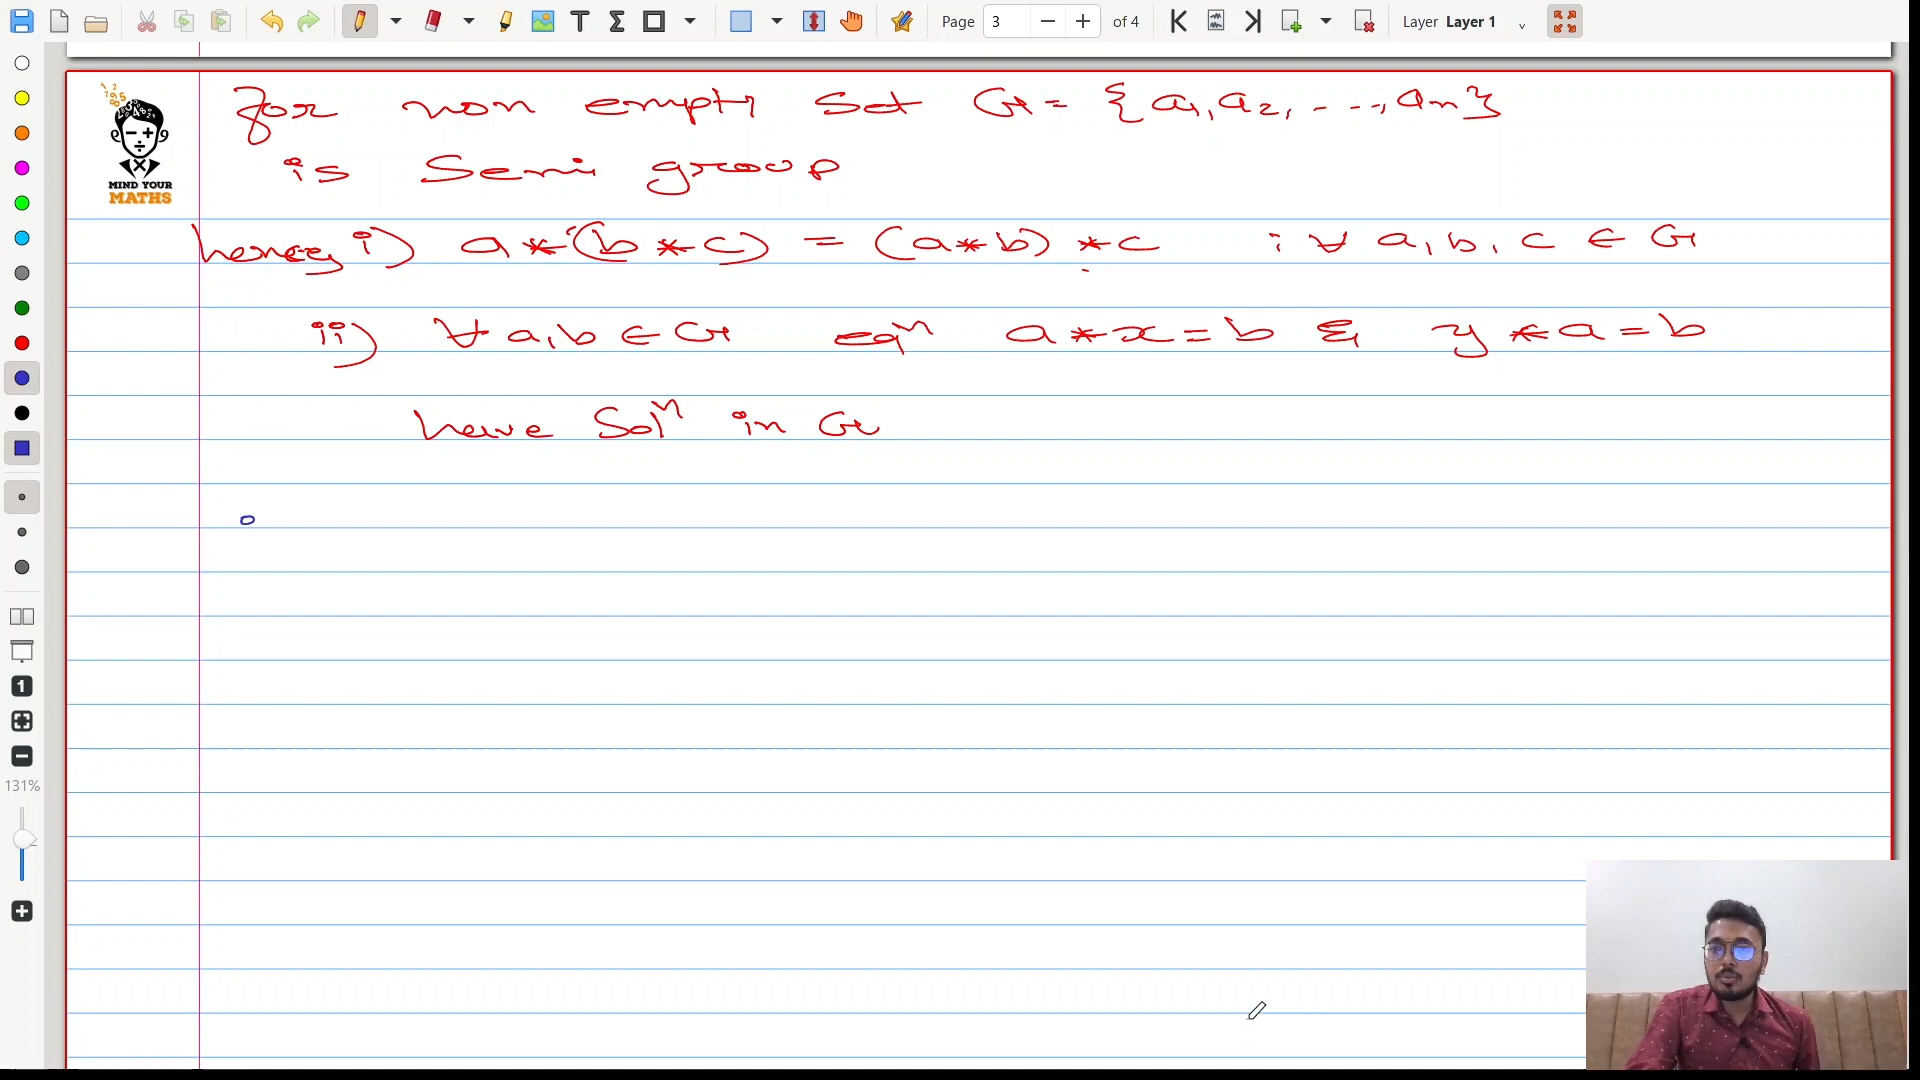 Page 3 of 4 Layer Layer 1
for non empty Set G = {a1, a2, ...., an}
is Semi group
MIND YOUR
MATHS
hence i) a * (b * c) = (a * b) * c : ∀ a, b, c ∈ G
ii) ∀ a, b ∈ G eqⁿ a * x = b & y * a = b
have Solⁿ in G
1
131%